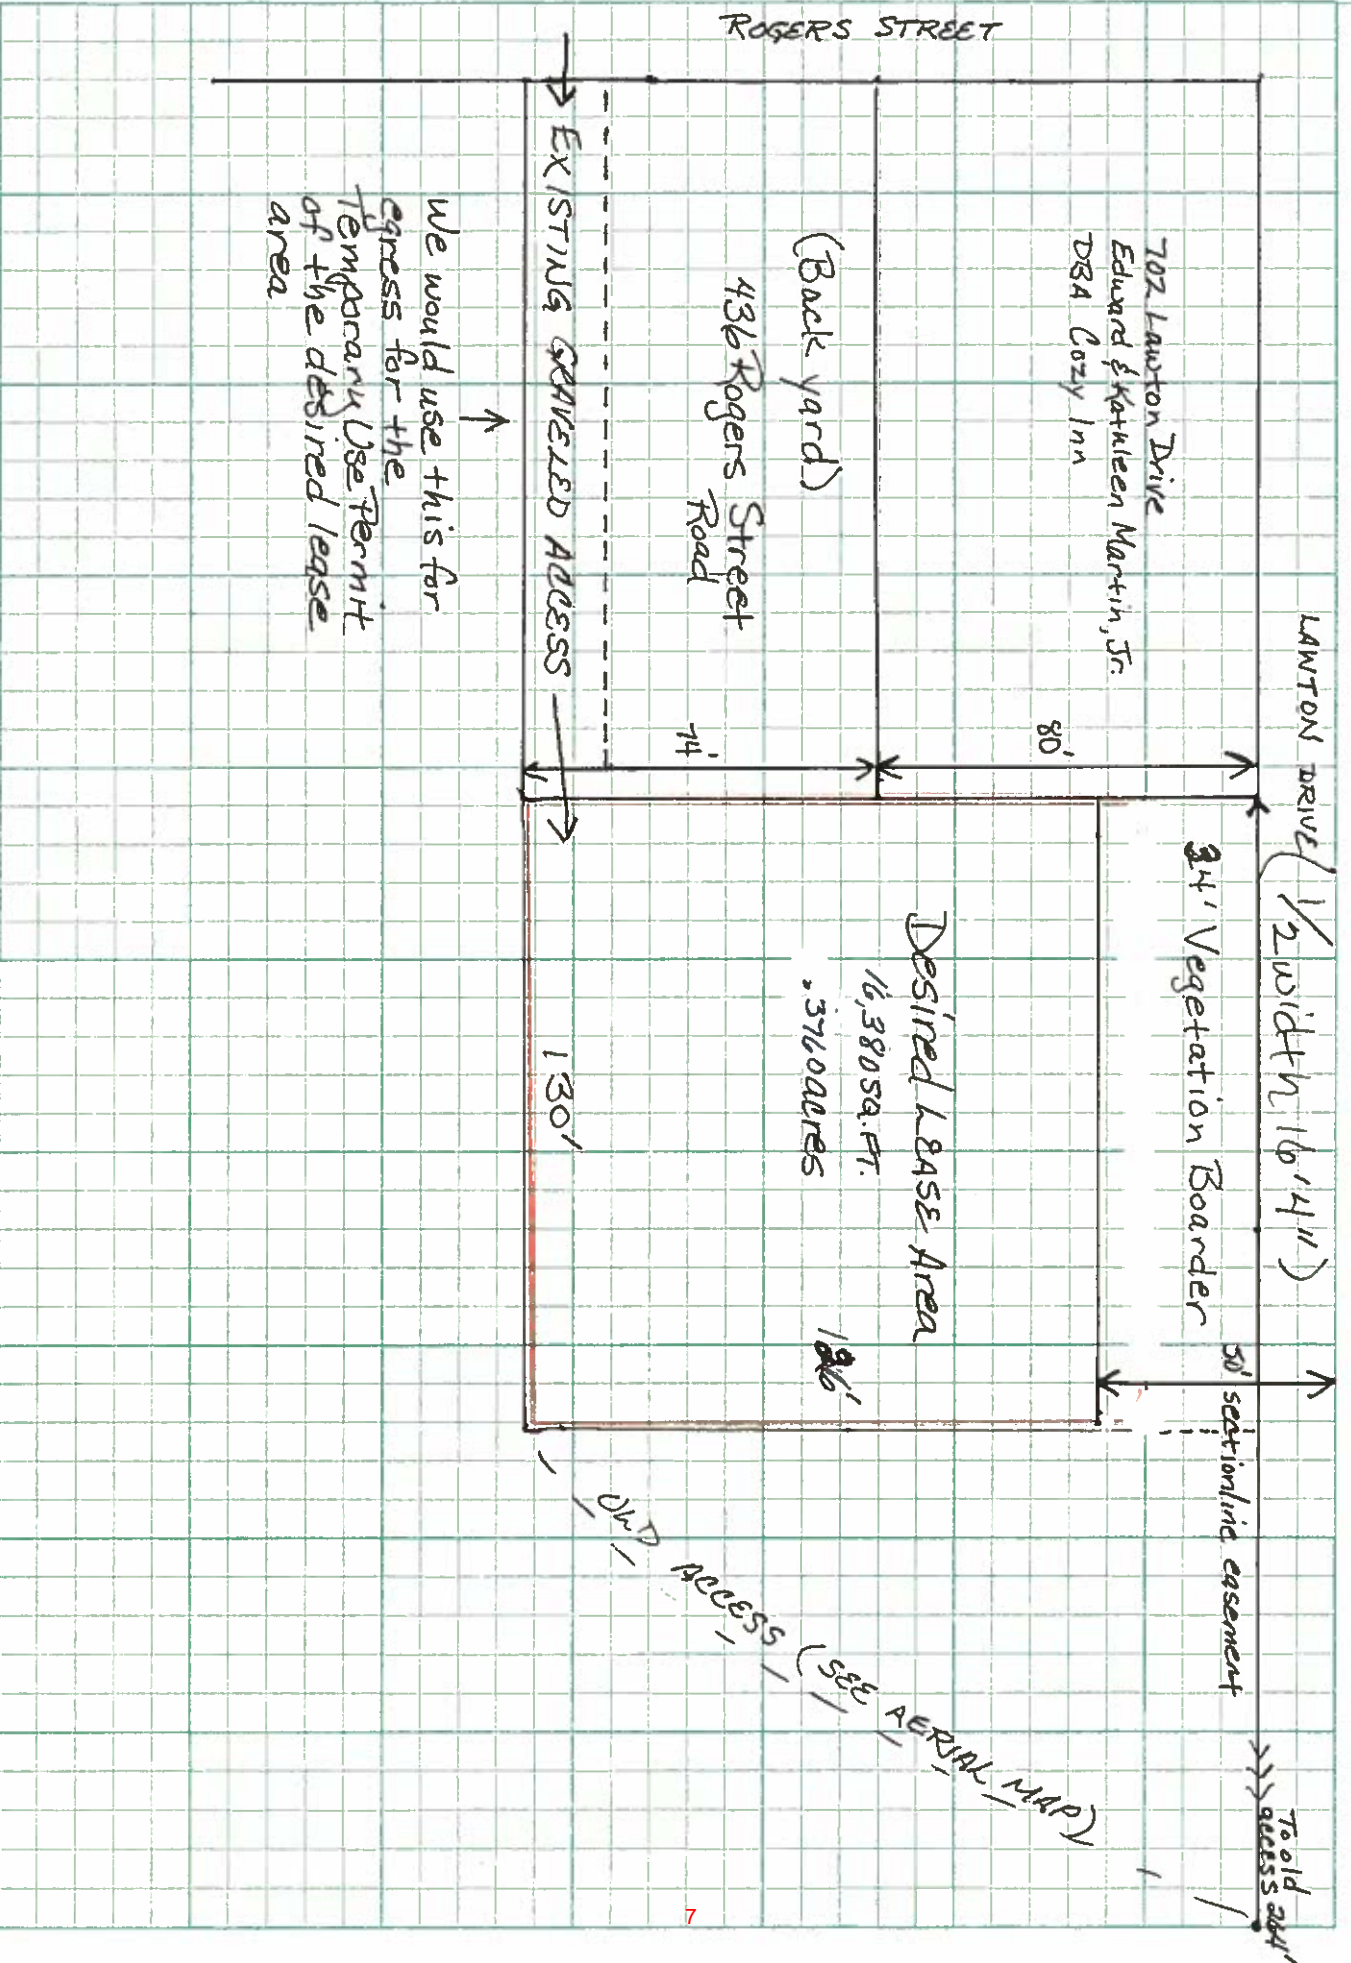 ROGERS STREET
LAWTON DRIVE (1/2 width 16'4")
702 Lawton Drive
Edward & Kathleen Martin, Jr.
DBA Cozy Inn
(Back yard)
436 Rogers Street
Road
EXISTING GRAVELED ACCESS
We would use this for
egress for the
Temporary Use Permit
of the desired lease
area
80'
74'
34' Vegetation Boarder
50' sectionline easement
Desired LEASE Area
16,380 SQ. FT.
.3760 acres
130'
OLD ACCESS (SEE AERIAL MAP)
To old
access 264'
7